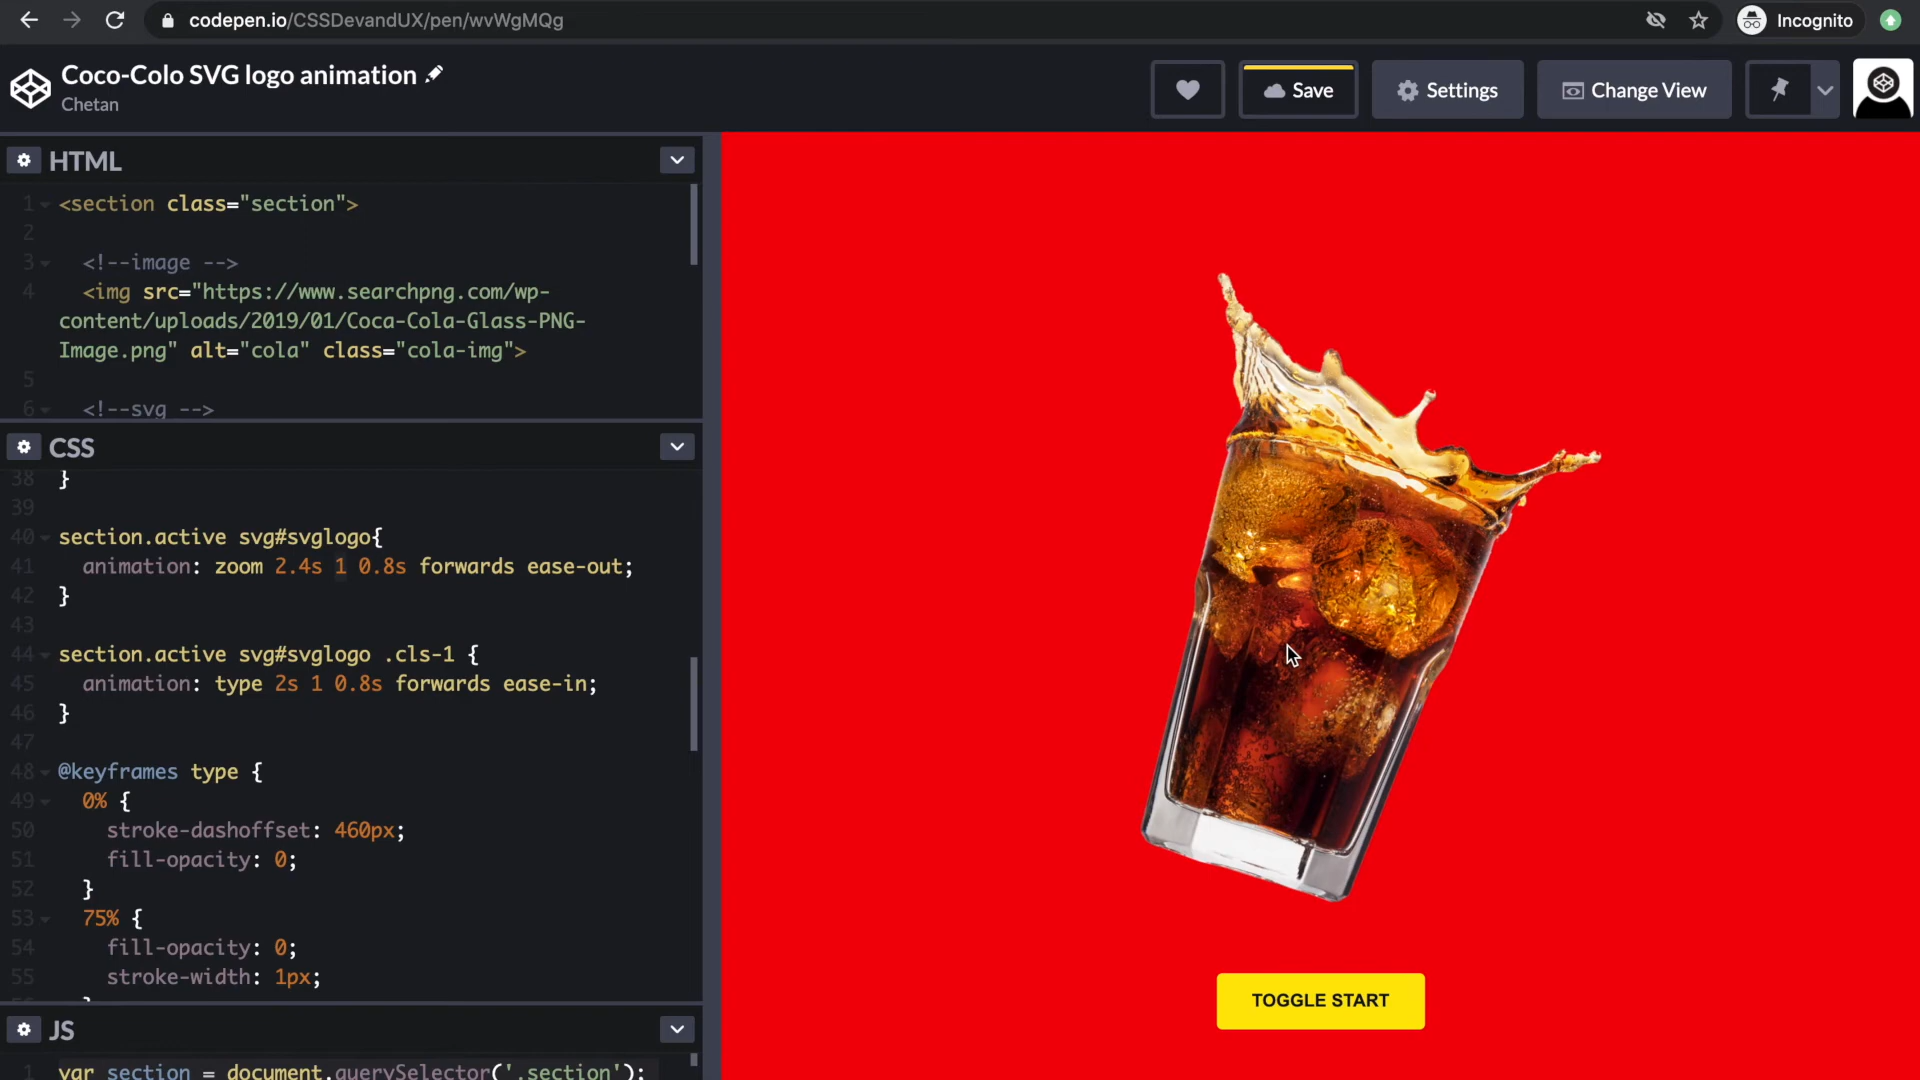 codepen.io/CSSDevandUX/pen/wvWgMQg
Incognito
Coco-Colo SVG logo animation
Chetan
Save
Settings
Change View
HTML
1 <section class="section">
2
3 <!--image -->
4 <img src="https://www.searchpng.com/wp-
content/uploads/2019/01/Coca-Cola-Glass-PNG-
Image.png" alt="cola" class="cola-img">
5
6 <!--svg -->
CSS
38 }
39
40 section.active svg#svglogo{
41 animation: zoom 2.4s 1 0.8s forwards ease-out;
42 }
43
44 section.active svg#svglogo .cls-1 {
45 animation: type 2s 1 0.8s forwards ease-in;
46 }
47
48 @keyframes type {
49 0% {
50 stroke-dashoffset: 460px;
51 fill-opacity: 0;
52 }
53 75% {
54 fill-opacity: 0;
55 stroke-width: 1px;
56 }
JS
1 var section = document.querySelector('.section');
TOGGLE START